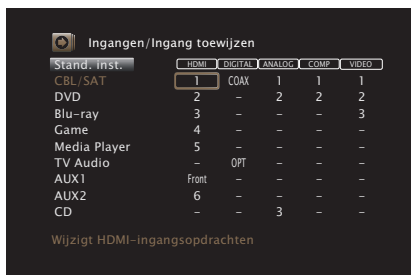 Ingangen/Ingang toewijzen
Stand. inst. HDMI DIGITAL ANALOG COMP VIDEO
CBL/SAT 1 COAX 1 1 1
DVD 2 – 2 2 2
Blu-ray 3 – – – 3
Game 4 – – – –
Media Player 5 – – – –
TV Audio – OPT – – –
AUX1 Front – – – –
AUX2 6 – – – –
CD – – 3 – –
Wijzigt HDMI-ingangsopdrachten